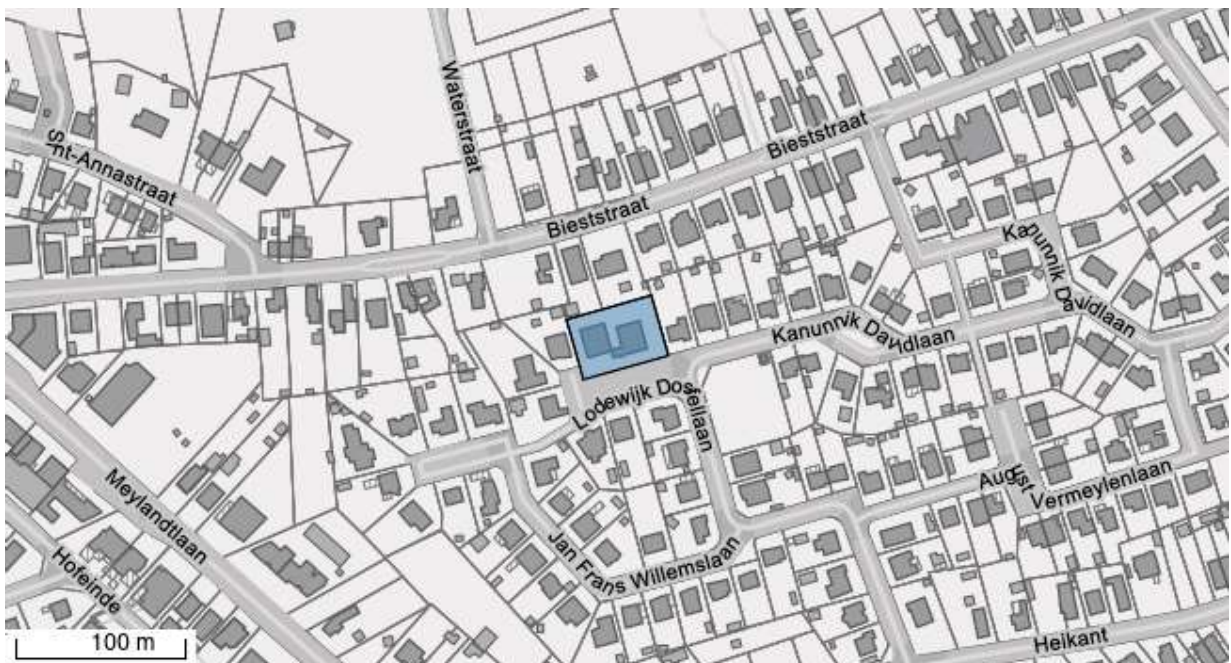 Bieststraat
Waterstraat
Sint-Annastraat
Bieststraat
Kanunnik Davidlaan
Kanunnik Davidlaan
Lodewijk Dosfellaan
Meylandtlaan
August Vermeylenlaan
Jan Frans Willemslaan
Hofeinde
Heikant
100 m